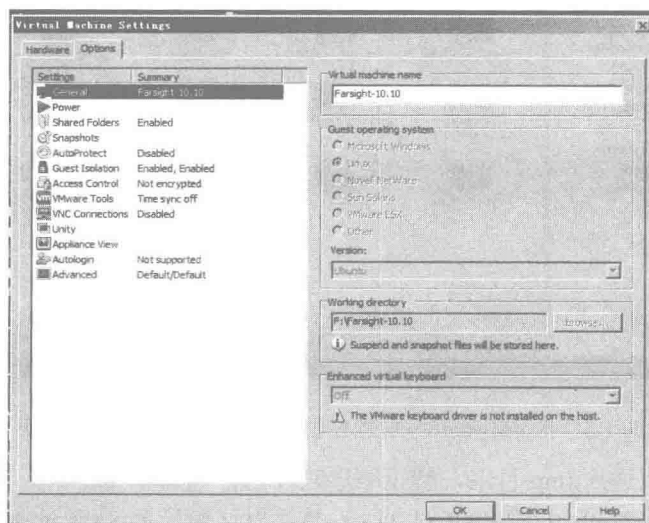 Virtual Machine Settings
Hardware Options
Settings Summary
General Farsight-10.10
Power
Shared Folders Enabled
Snapshots
AutoProtect Disabled
Guest Isolation Enabled, Enabled
Access Control Not encrypted
VMware Tools Time sync off
VNC Connections Disabled
Unity
Appliance View
Autologin Not supported
Advanced Default/Default
Virtual machine name
Farsight-10.10
Guest operating system
Microsoft Windows
Linux
Novell NetWare
Sun Solaris
VMware ESX
Other
Version:
Ubuntu
Working directory
F:\Farsight-10.10
Browse...
Suspend and snapshot files will be stored here.
Enhanced virtual keyboard
Off
The VMware keyboard driver is not installed on the host.
OK Cancel Help